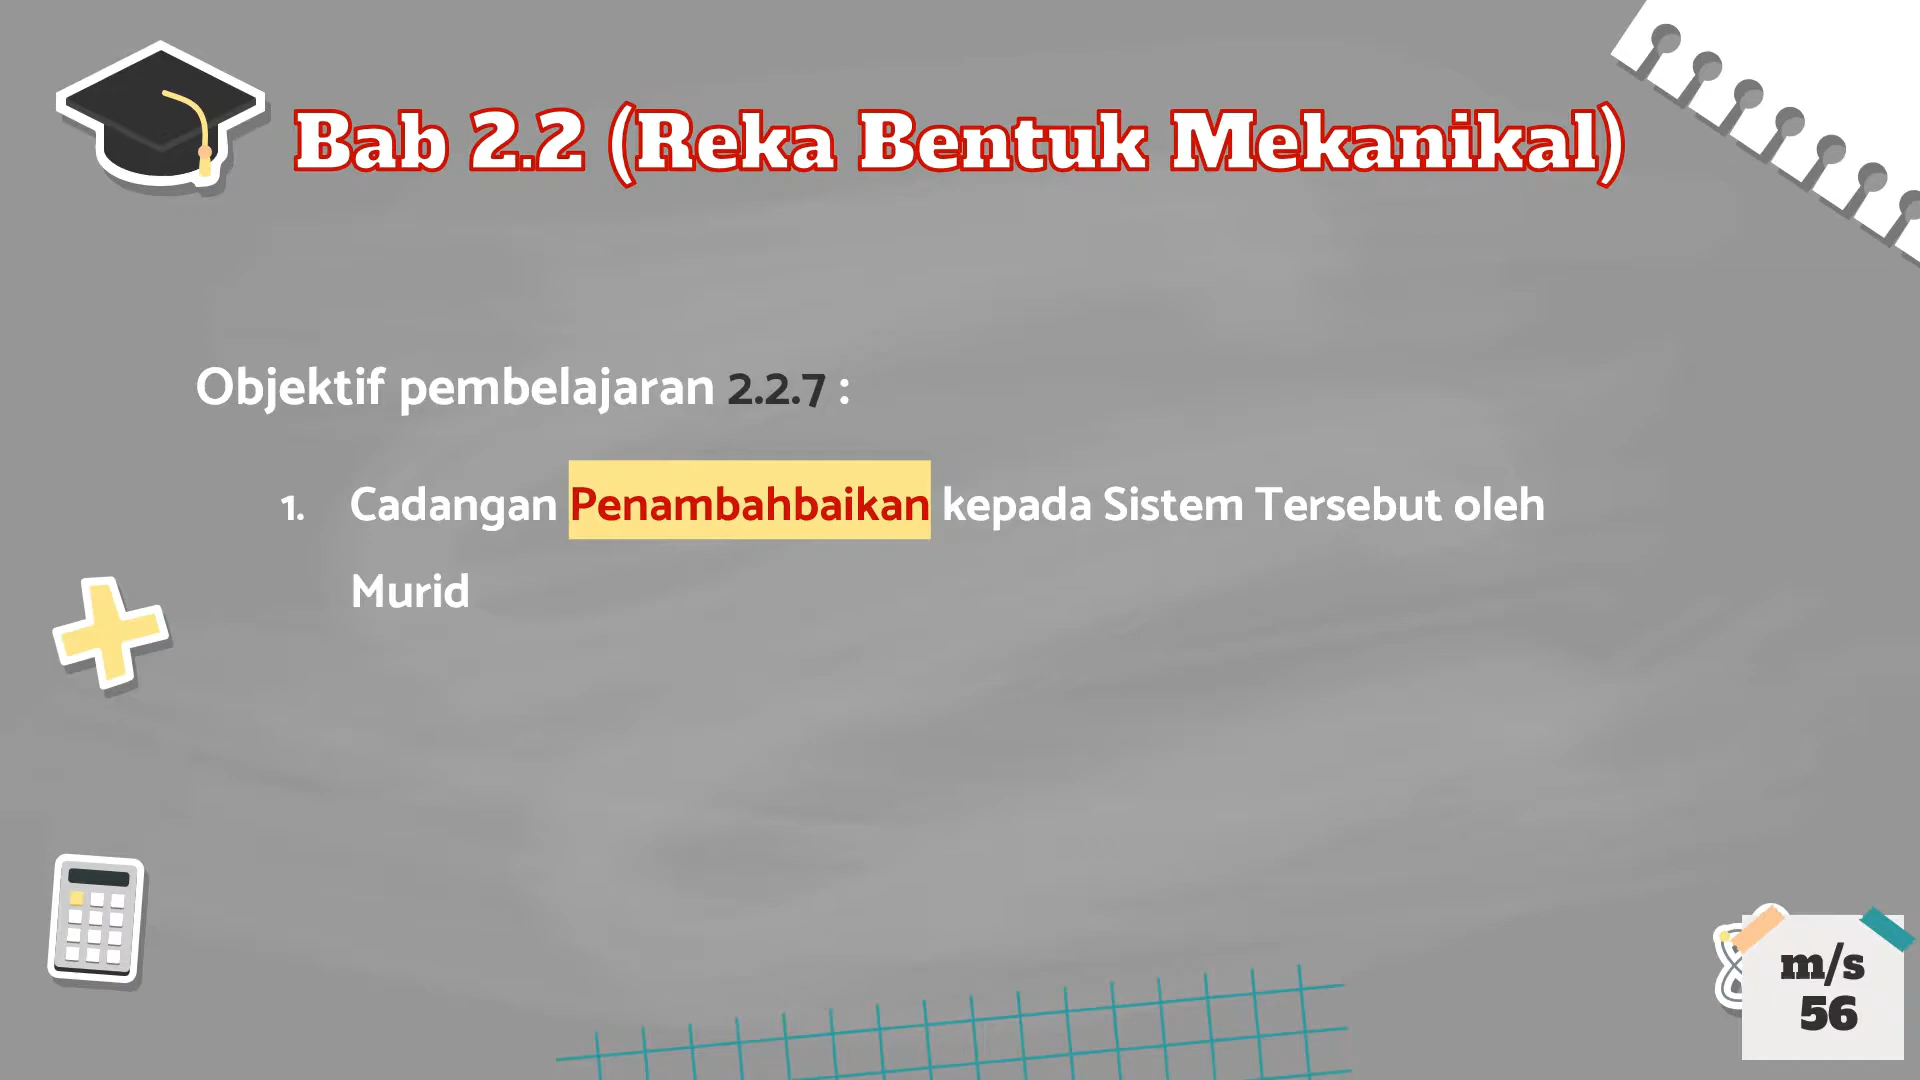 Bab 2.2 (Reka Bentuk Mekanikal)
Objektif pembelajaran 2.2.7 :
1. Cadangan Penambahbaikan kepada Sistem Tersebut oleh
Murid
m/s
56